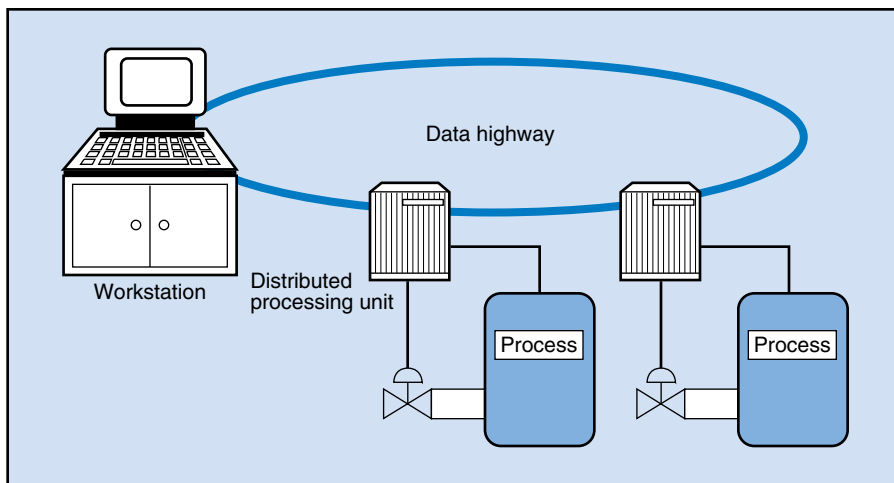 Data highway
Workstation
Distributed
processing unit
Process
Process